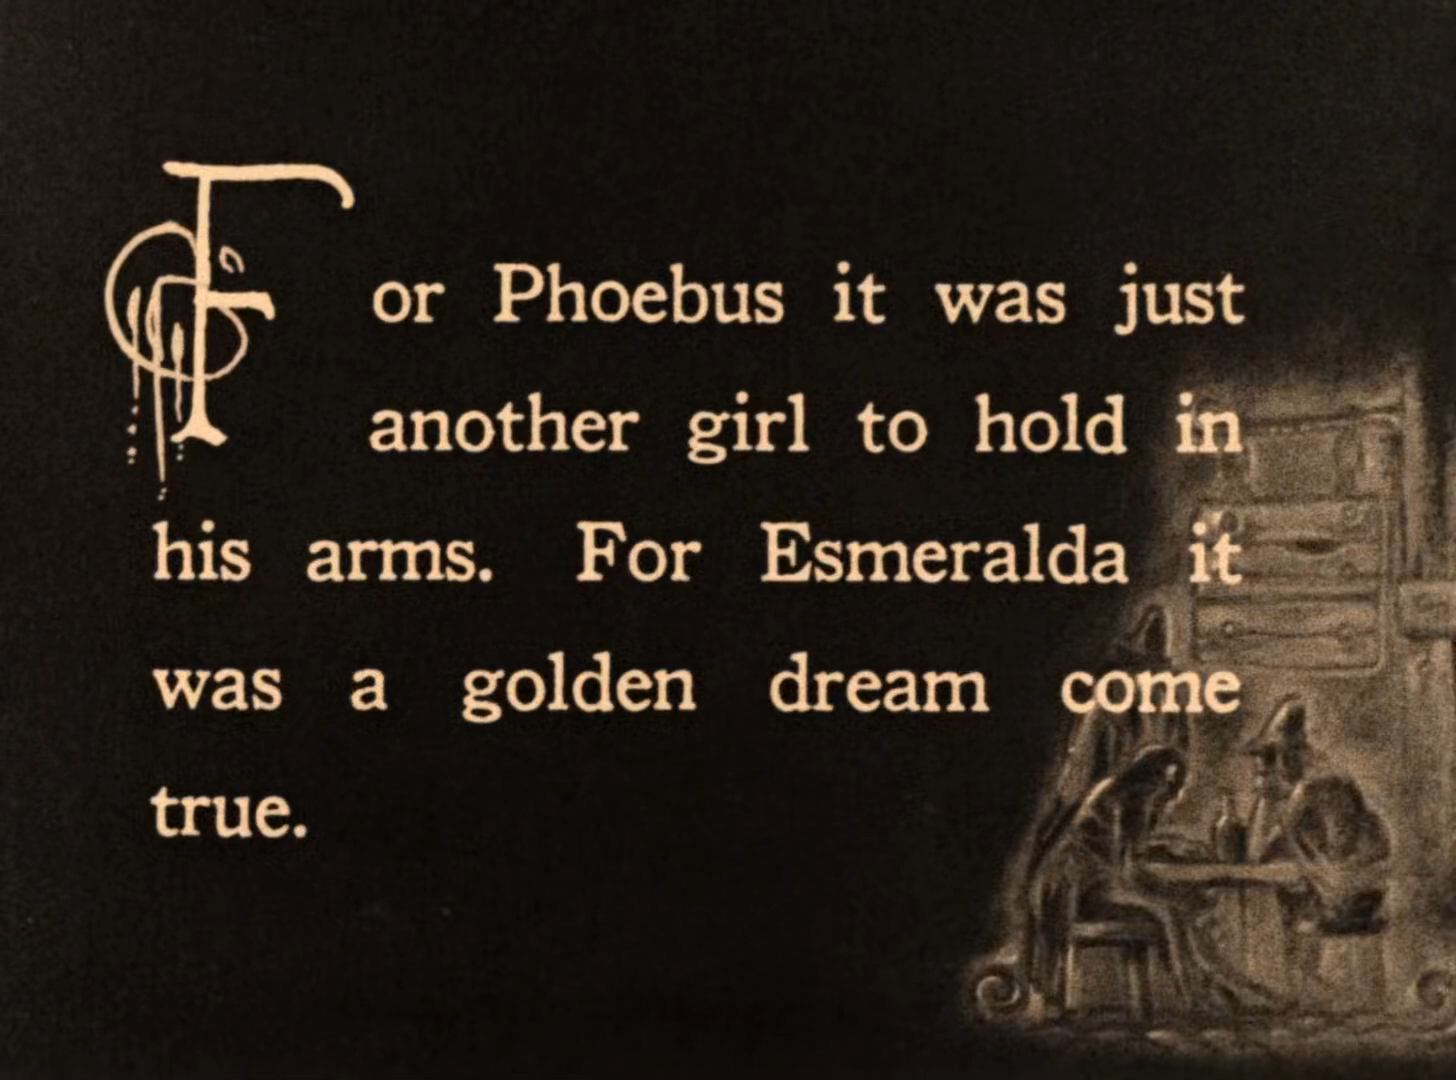 For Phoebus it was just
another girl to hold in
his arms. For Esmeralda it
was a golden dream come
true.